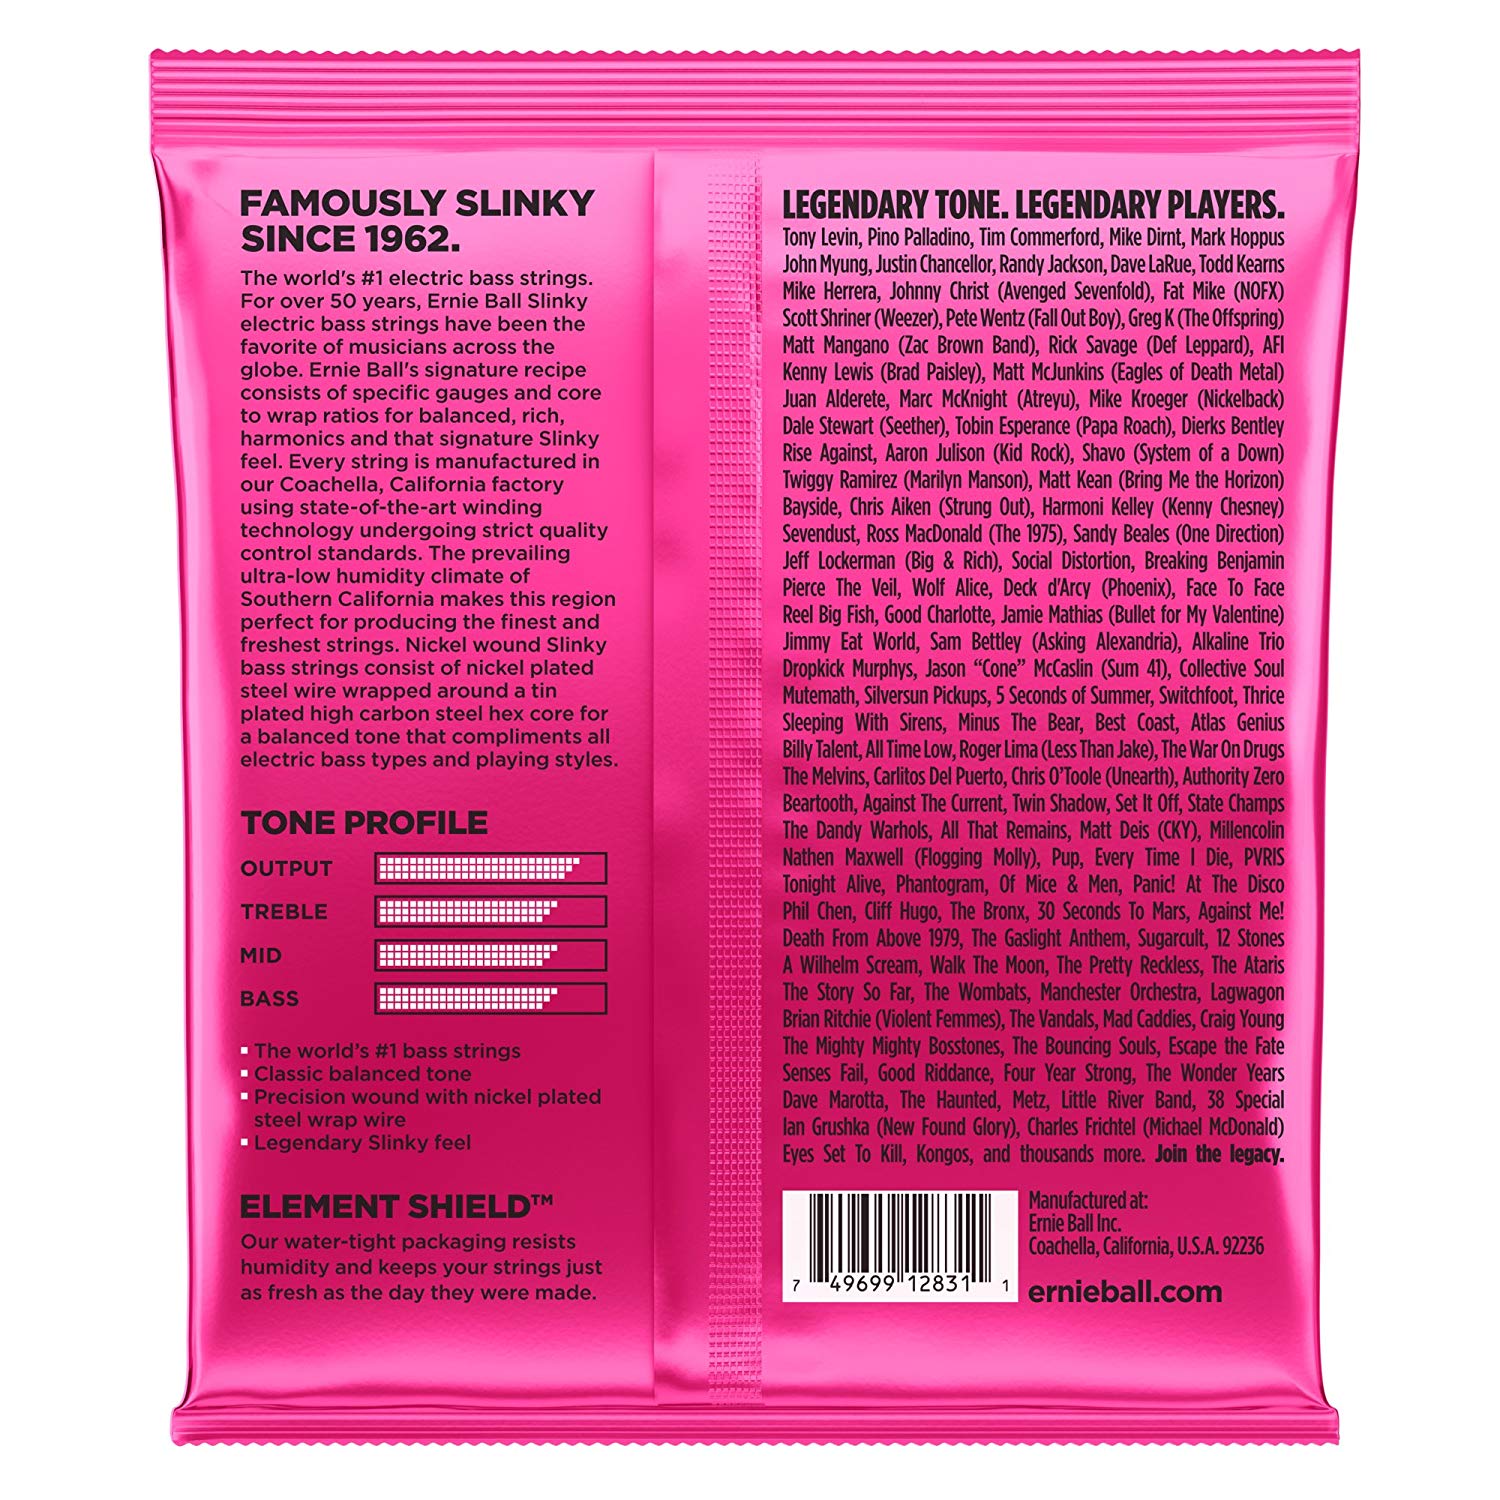 FAMOUSLY SLINKY
SINCE 1962.
The world's #1 electric bass strings.
For over 50 years, Ernie Ball Slinky
electric bass strings have been the
favorite of musicians across the
globe. Ernie Ball's signature recipe
consists of specific gauges and core
to wrap ratios for balanced, rich,
harmonics and that signature Slinky
feel. Every string is manufactured in
our Coachella, California factory
using state-of-the-art winding
technology undergoing strict quality
control standards. The prevailing
ultra-low humidity climate of
Southern California makes this region
perfect for producing the finest and
freshest strings. Nickel wound Slinky
bass strings consist of nickel plated
steel wire wrapped around a tin
plated high carbon steel hex core for
a balanced tone that compliments all
electric bass types and playing styles.
TONE PROFILE
OUTPUT
TREBLE
MID
BASS
The world's #1 bass strings
Classic balanced tone
Precision wound with nickel plated
steel wrap wire
Legendary Slinky feel
ELEMENT SHIELD™
Our water-tight packaging resists
humidity and keeps your strings just
as fresh as the day they were made.
LEGENDARY TONE. LEGENDARY PLAYERS.
Tony Levin, Pino Palladino, Tim Commerford, Mike Dirnt, Mark Hoppus
John Myung, Justin Chancellor, Randy Jackson, Dave LaRue, Todd Kearns
Mike Herrera, Johnny Christ (Avenged Sevenfold), Fat Mike (NOFX)
Scott Shriner (Weezer), Pete Wentz (Fall Out Boy), Greg K (The Offspring)
Matt Mangano (Zac Brown Band), Rick Savage (Def Leppard), AFI
Kenny Lewis (Brad Paisley), Matt McJunkins (Eagles of Death Metal)
Juan Alderete, Marc McKnight (Atreyu), Mike Kroeger (Nickelback)
Dale Stewart (Seether), Tobin Esperance (Papa Roach), Dierks Bentley
Rise Against, Aaron Julison (Kid Rock), Shavo (System of a Down)
Twiggy Ramirez (Marilyn Manson), Matt Kean (Bring Me the Horizon)
Bayside, Chris Aiken (Strung Out), Harmoni Kelley (Kenny Chesney)
Sevendust, Ross MacDonald (The 1975), Sandy Beales (One Direction)
Jeff Lockerman (Big & Rich), Social Distortion, Breaking Benjamin
Pierce The Veil, Wolf Alice, Deck d'Arcy (Phoenix), Face To Face
Reel Big Fish, Good Charlotte, Jamie Mathias (Bullet for My Valentine)
Jimmy Eat World, Sam Bettley (Asking Alexandria), Alkaline Trio
Dropkick Murphys, Jason “Cone” McCaslin (Sum 41), Collective Soul
Mutemath, Silversun Pickups, 5 Seconds of Summer, Switchfoot, Thrice
Sleeping With Sirens, Minus The Bear, Best Coast, Atlas Genius
Billy Talent, All Time Low, Roger Lima (Less Than Jake), The War On Drugs
The Melvins, Carlitos Del Puerto, Chris O'Toole (Unearth), Authority Zero
Beartooth, Against The Current, Twin Shadow, Set It Off, State Champs
The Dandy Warhols, All That Remains, Matt Deis (CKY), Millencolin
Nathen Maxwell (Flogging Molly), Pup, Every Time I Die, PVRIS
Tonight Alive, Phantogram, Of Mice & Men, Panic! At The Disco
Phil Chen, Cliff Hugo, The Bronx, 30 Seconds To Mars, Against Me!
Death From Above 1979, The Gaslight Anthem, Sugarcult, 12 Stones
A Wilhelm Scream, Walk The Moon, The Pretty Reckless, The Ataris
The Story So Far, The Wombats, Manchester Orchestra, Lagwagon
Brian Ritchie (Violent Femmes), The Vandals, Mad Caddies, Craig Young
The Mighty Mighty Bosstones, The Bouncing Souls, Escape the Fate
Senses Fail, Good Riddance, Four Year Strong, The Wonder Years
Dave Marotta, The Haunted, Metz, Little River Band, 38 Special
Ian Grushka (New Found Glory), Charles Frichtel (Michael McDonald)
Eyes Set To Kill, Kongos, and thousands more. Join the legacy.
7 49699 12831 1
Manufactured at:
Ernie Ball Inc.
Coachella, California, U.S.A. 92236
ernieball.com